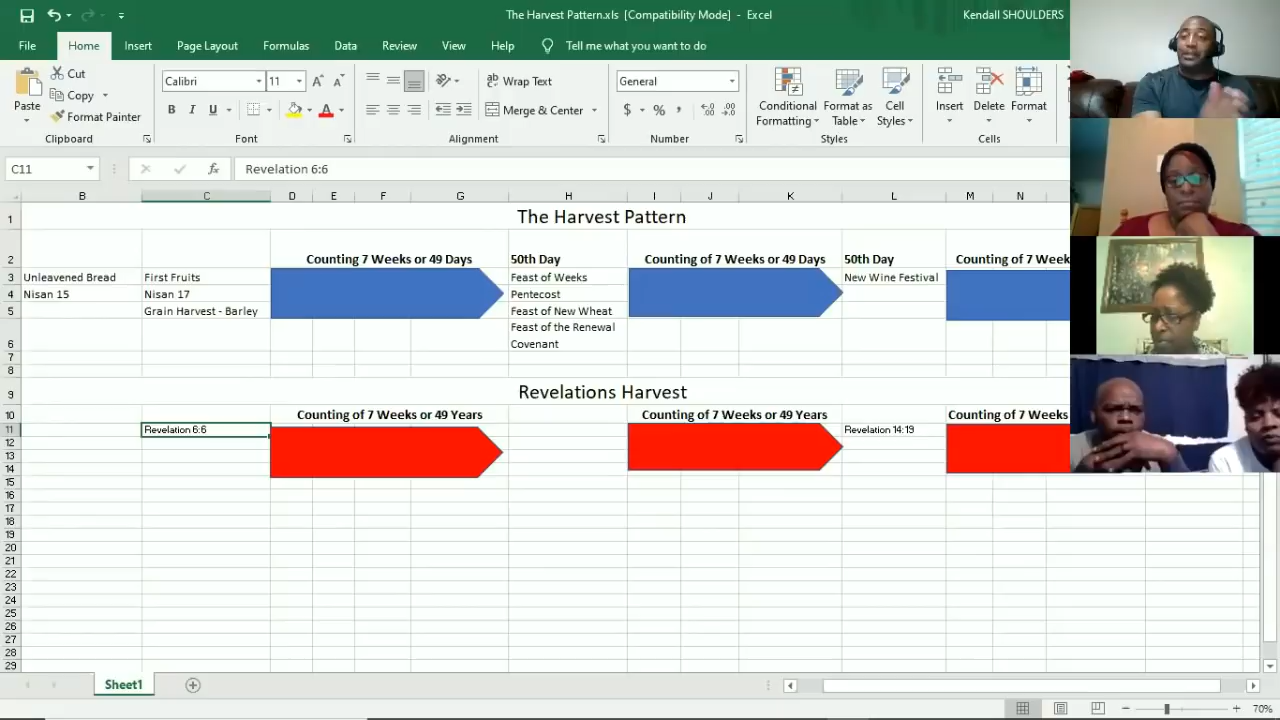 The Harvest Pattern.xls [Compatibility Mode] - Excel
Kendall SHOULDERS
File Home Insert Page Layout Formulas Data Review View Help Tell me what you want to do
Paste
Cut
Copy
Format Painter
Clipboard
Calibri 11 A A
B I U A
Font
Wrap Text
Merge & Center
Alignment
General
$ % ,
Number
Conditional Formatting
Format as Table
Cell Styles
Styles
Insert Delete Format
Cells
C11 fx Revelation 6:6
B C D E F G H I J K L M N
1 The Harvest Pattern
2 Counting 7 Weeks or 49 Days 50th Day Counting of 7 Weeks or 49 Days 50th Day Counting of 7 Weeks
3 Unleavened Bread First Fruits Feast of Weeks New Wine Festival
4 Nisan 15 Nisan 17 Pentecost
5 Grain Harvest - Barley Feast of New Wheat
Feast of the Renewal
6 Covenant
7
8
9 Revelations Harvest
10 Counting of 7 Weeks or 49 Years Counting of 7 Weeks or 49 Years Counting of 7 Weeks
11 Revelation 6:6 Revelation 14:19
12
13
14
15
16
17
18
19
20
21
22
23
24
25
26
27
28
29
Sheet1
70%